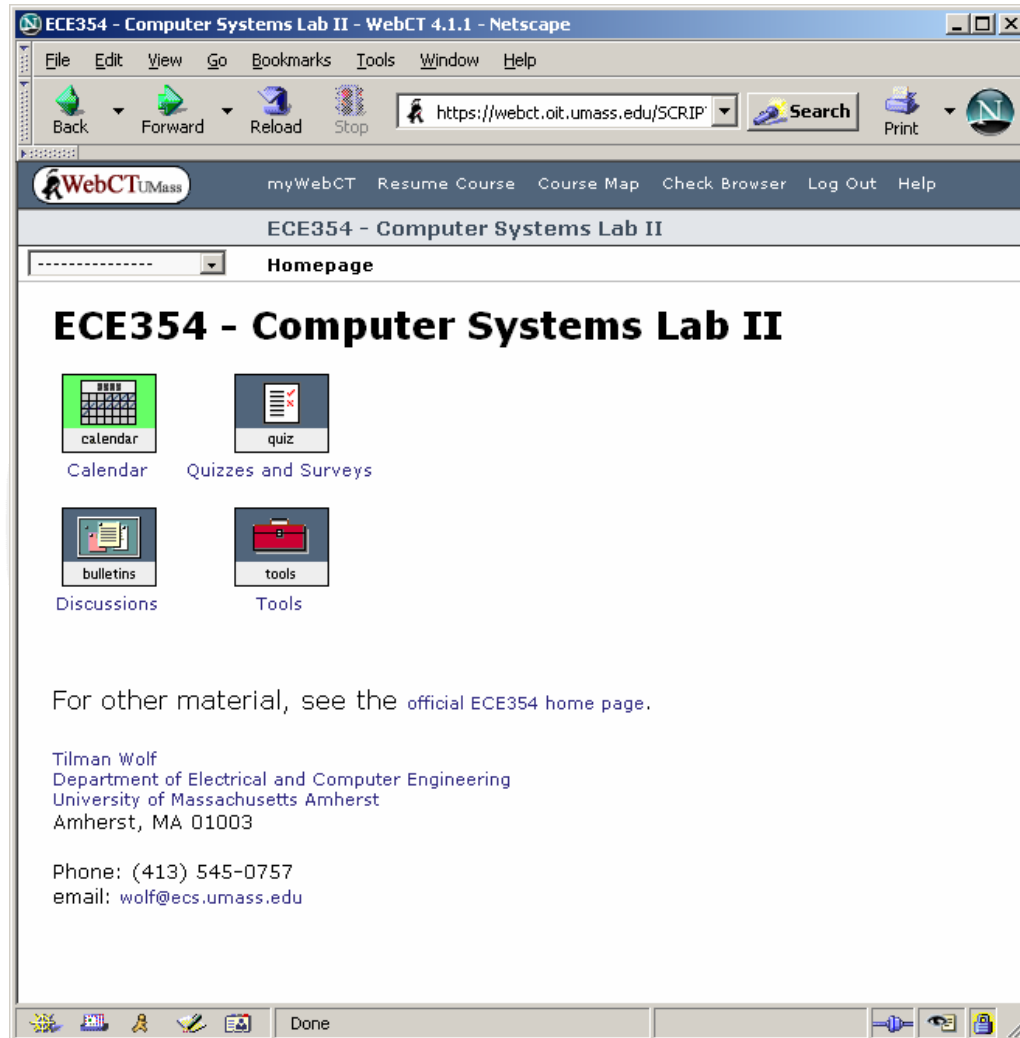 ECE354 - Computer Systems Lab II - WebCT 4.1.1 - Netscape
File Edit View Go Bookmarks Tools Window Help
Back Forward Reload Stop https://webct.oit.umass.edu/SCRIP Search Print N
WebCT UMass myWebCT Resume Course Course Map Check Browser Log Out Help
ECE354 - Computer Systems Lab II
--------------- Homepage
ECE354 - Computer Systems Lab II
calendar quiz
Calendar Quizzes and Surveys
bulletins tools
Discussions Tools
For other material, see the official ECE354 home page.
Tilman Wolf
Department of Electrical and Computer Engineering
University of Massachusetts Amherst
Amherst, MA 01003
Phone: (413) 545-0757
email: wolf@ecs.umass.edu
Done